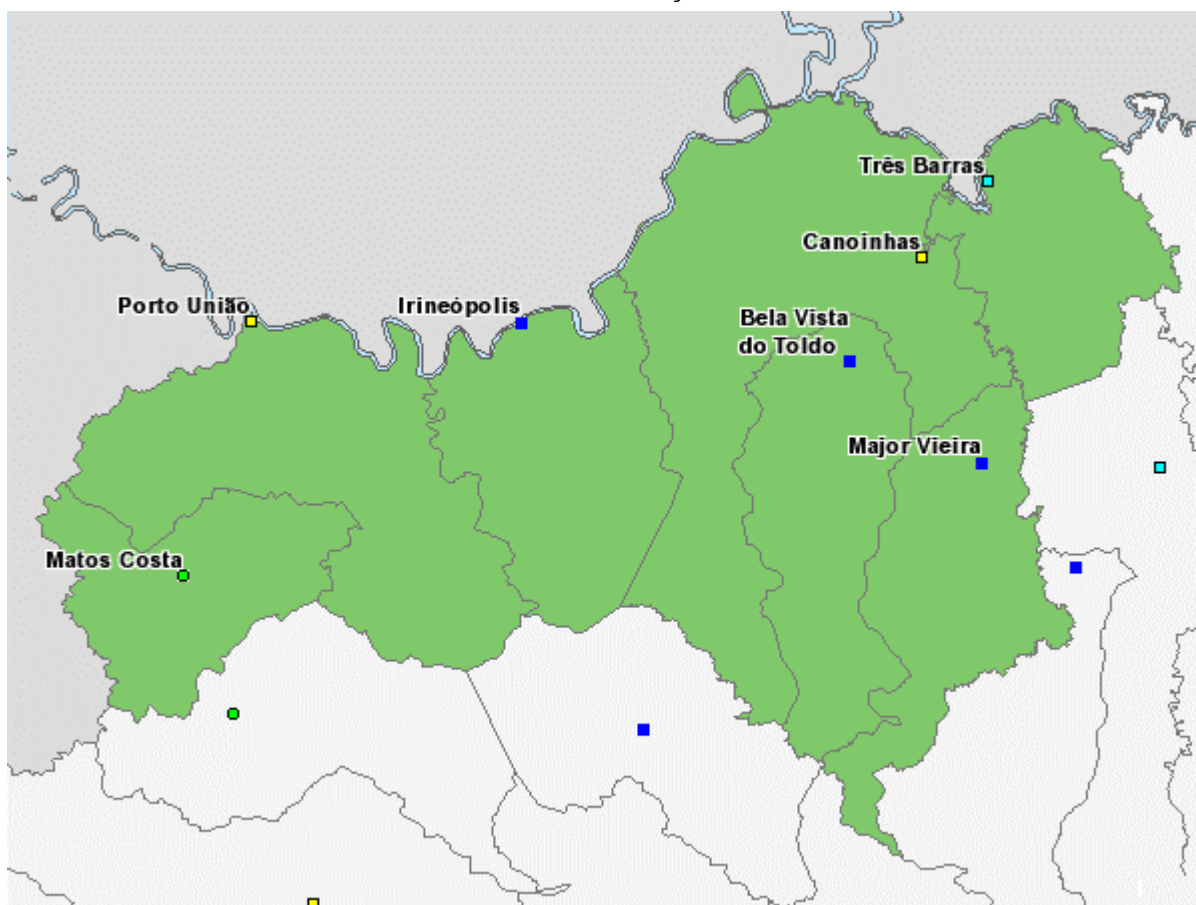 Três Barras
Canoinhas
Porto União
Irineópolis
Bela Vista
do Toldo
Major Vieira
Matos Costa